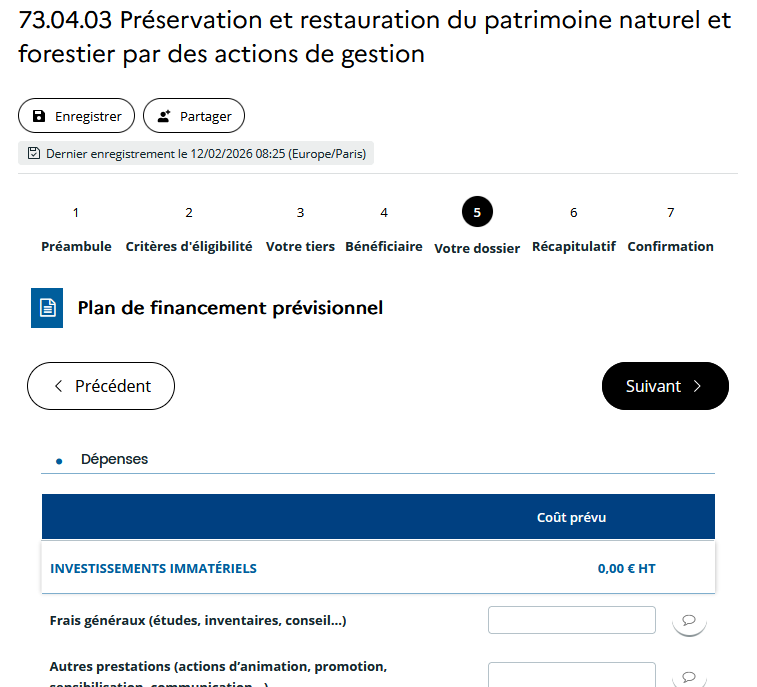 73.04.03 Préservation et restauration du patrimoine naturel et
forestier par des actions de gestion
Enregistrer
Partager
Dernier enregistrement le 12/02/2026 08:25 (Europe/Paris)
1 2 3 4 5 6 7
Préambule Critères d'éligibilité Votre tiers Bénéficiaire Votre dossier Récapitulatif Confirmation
Plan de financement prévisionnel
Précédent
Suivant
Dépenses
Coût prévu
INVESTISSEMENTS IMMATÉRIELS 0,00 € HT
Frais généraux (études, inventaires, conseil...)
Autres prestations (actions d’animation, promotion,
sensibilisation, communication...)